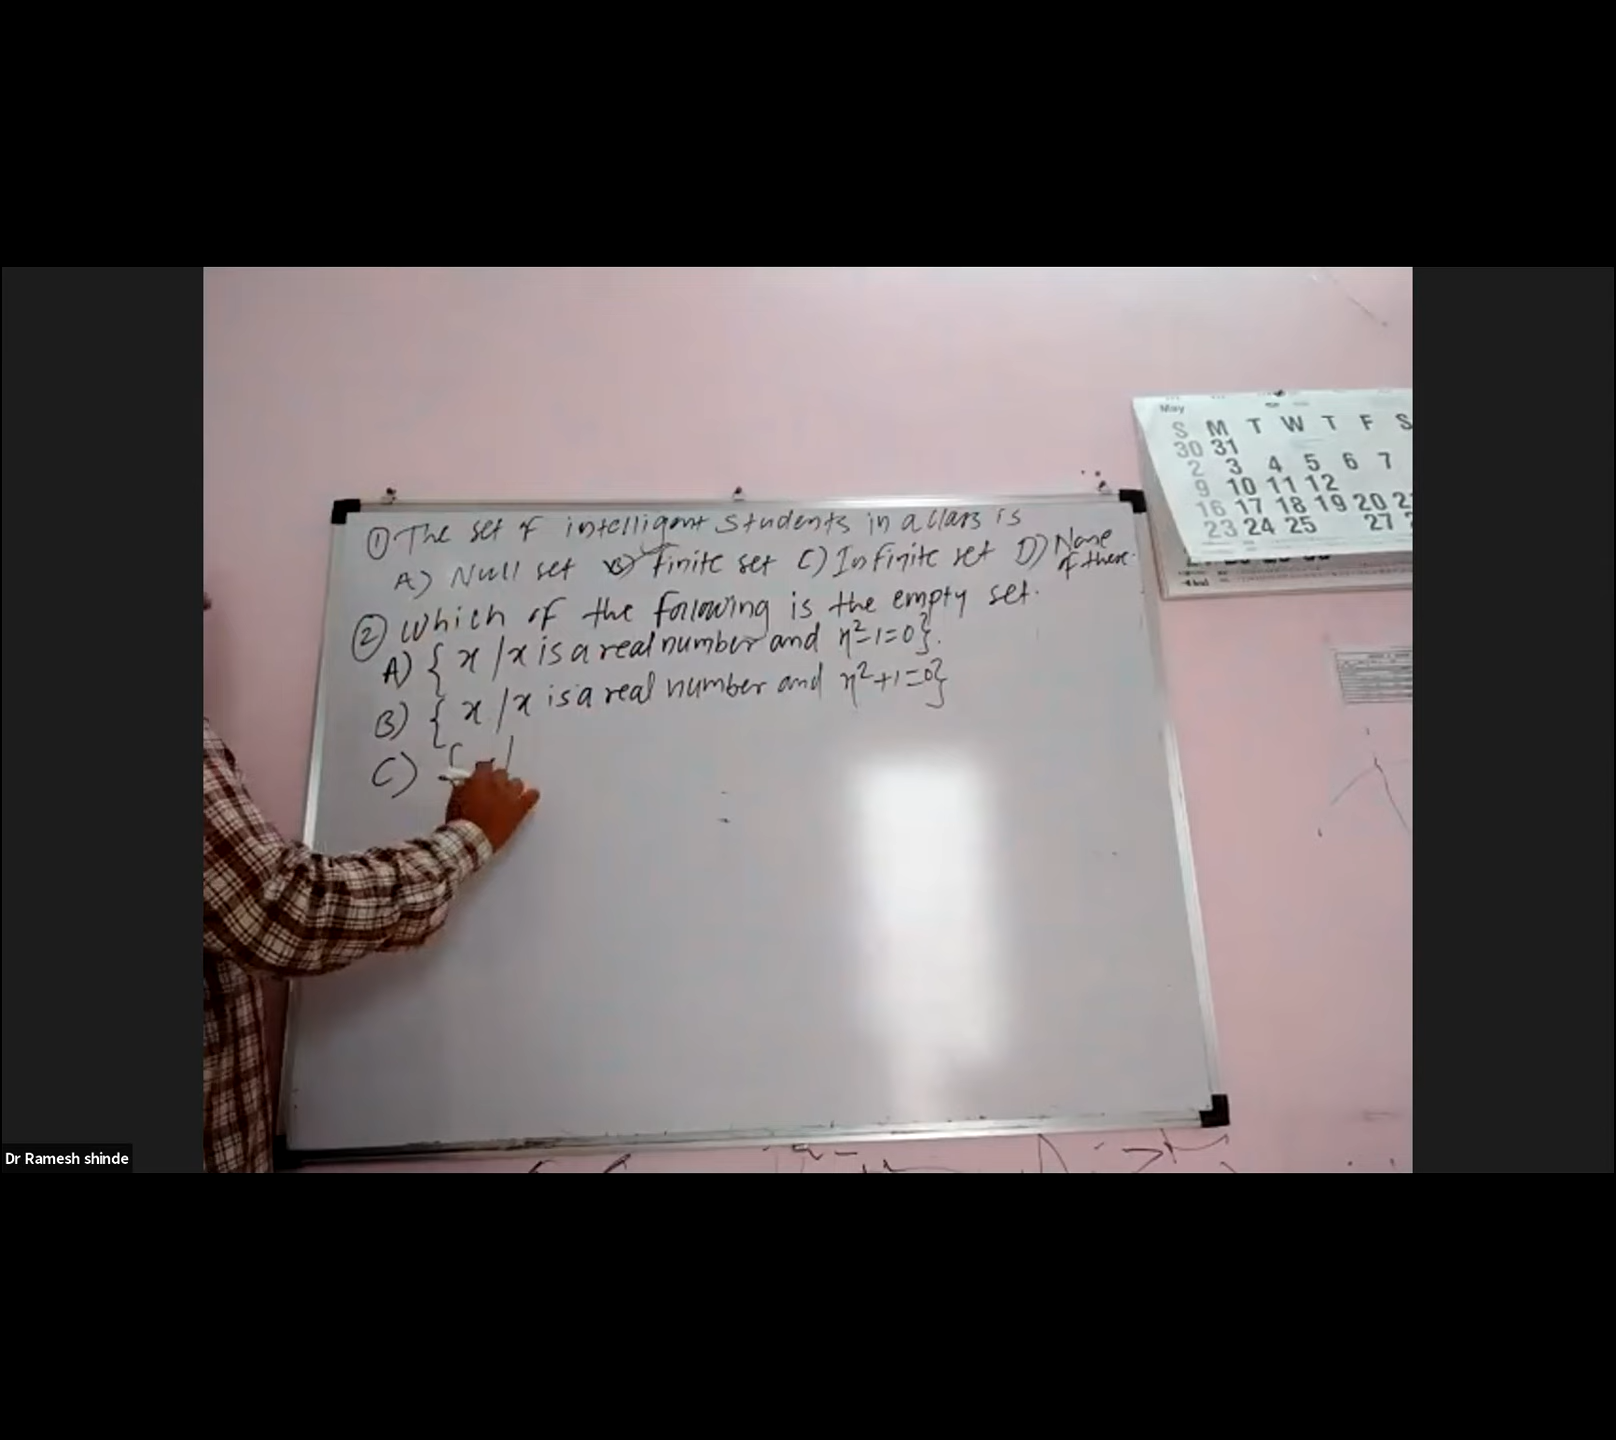 ① The set of intelligent students in a class is
A) Null set B) finite set C) Infinite set D) None of these.
② Which of the following is the empty set.
A) { x / x is a real number and x²-1=0}.
B) { x / x is a real number and x²+1=0}
C) {
May
S M T W T F S
30 31
2 3 4 5 6 7
9 10 11 12
16 17 18 19 20
23 24 25 27
Dr Ramesh shinde